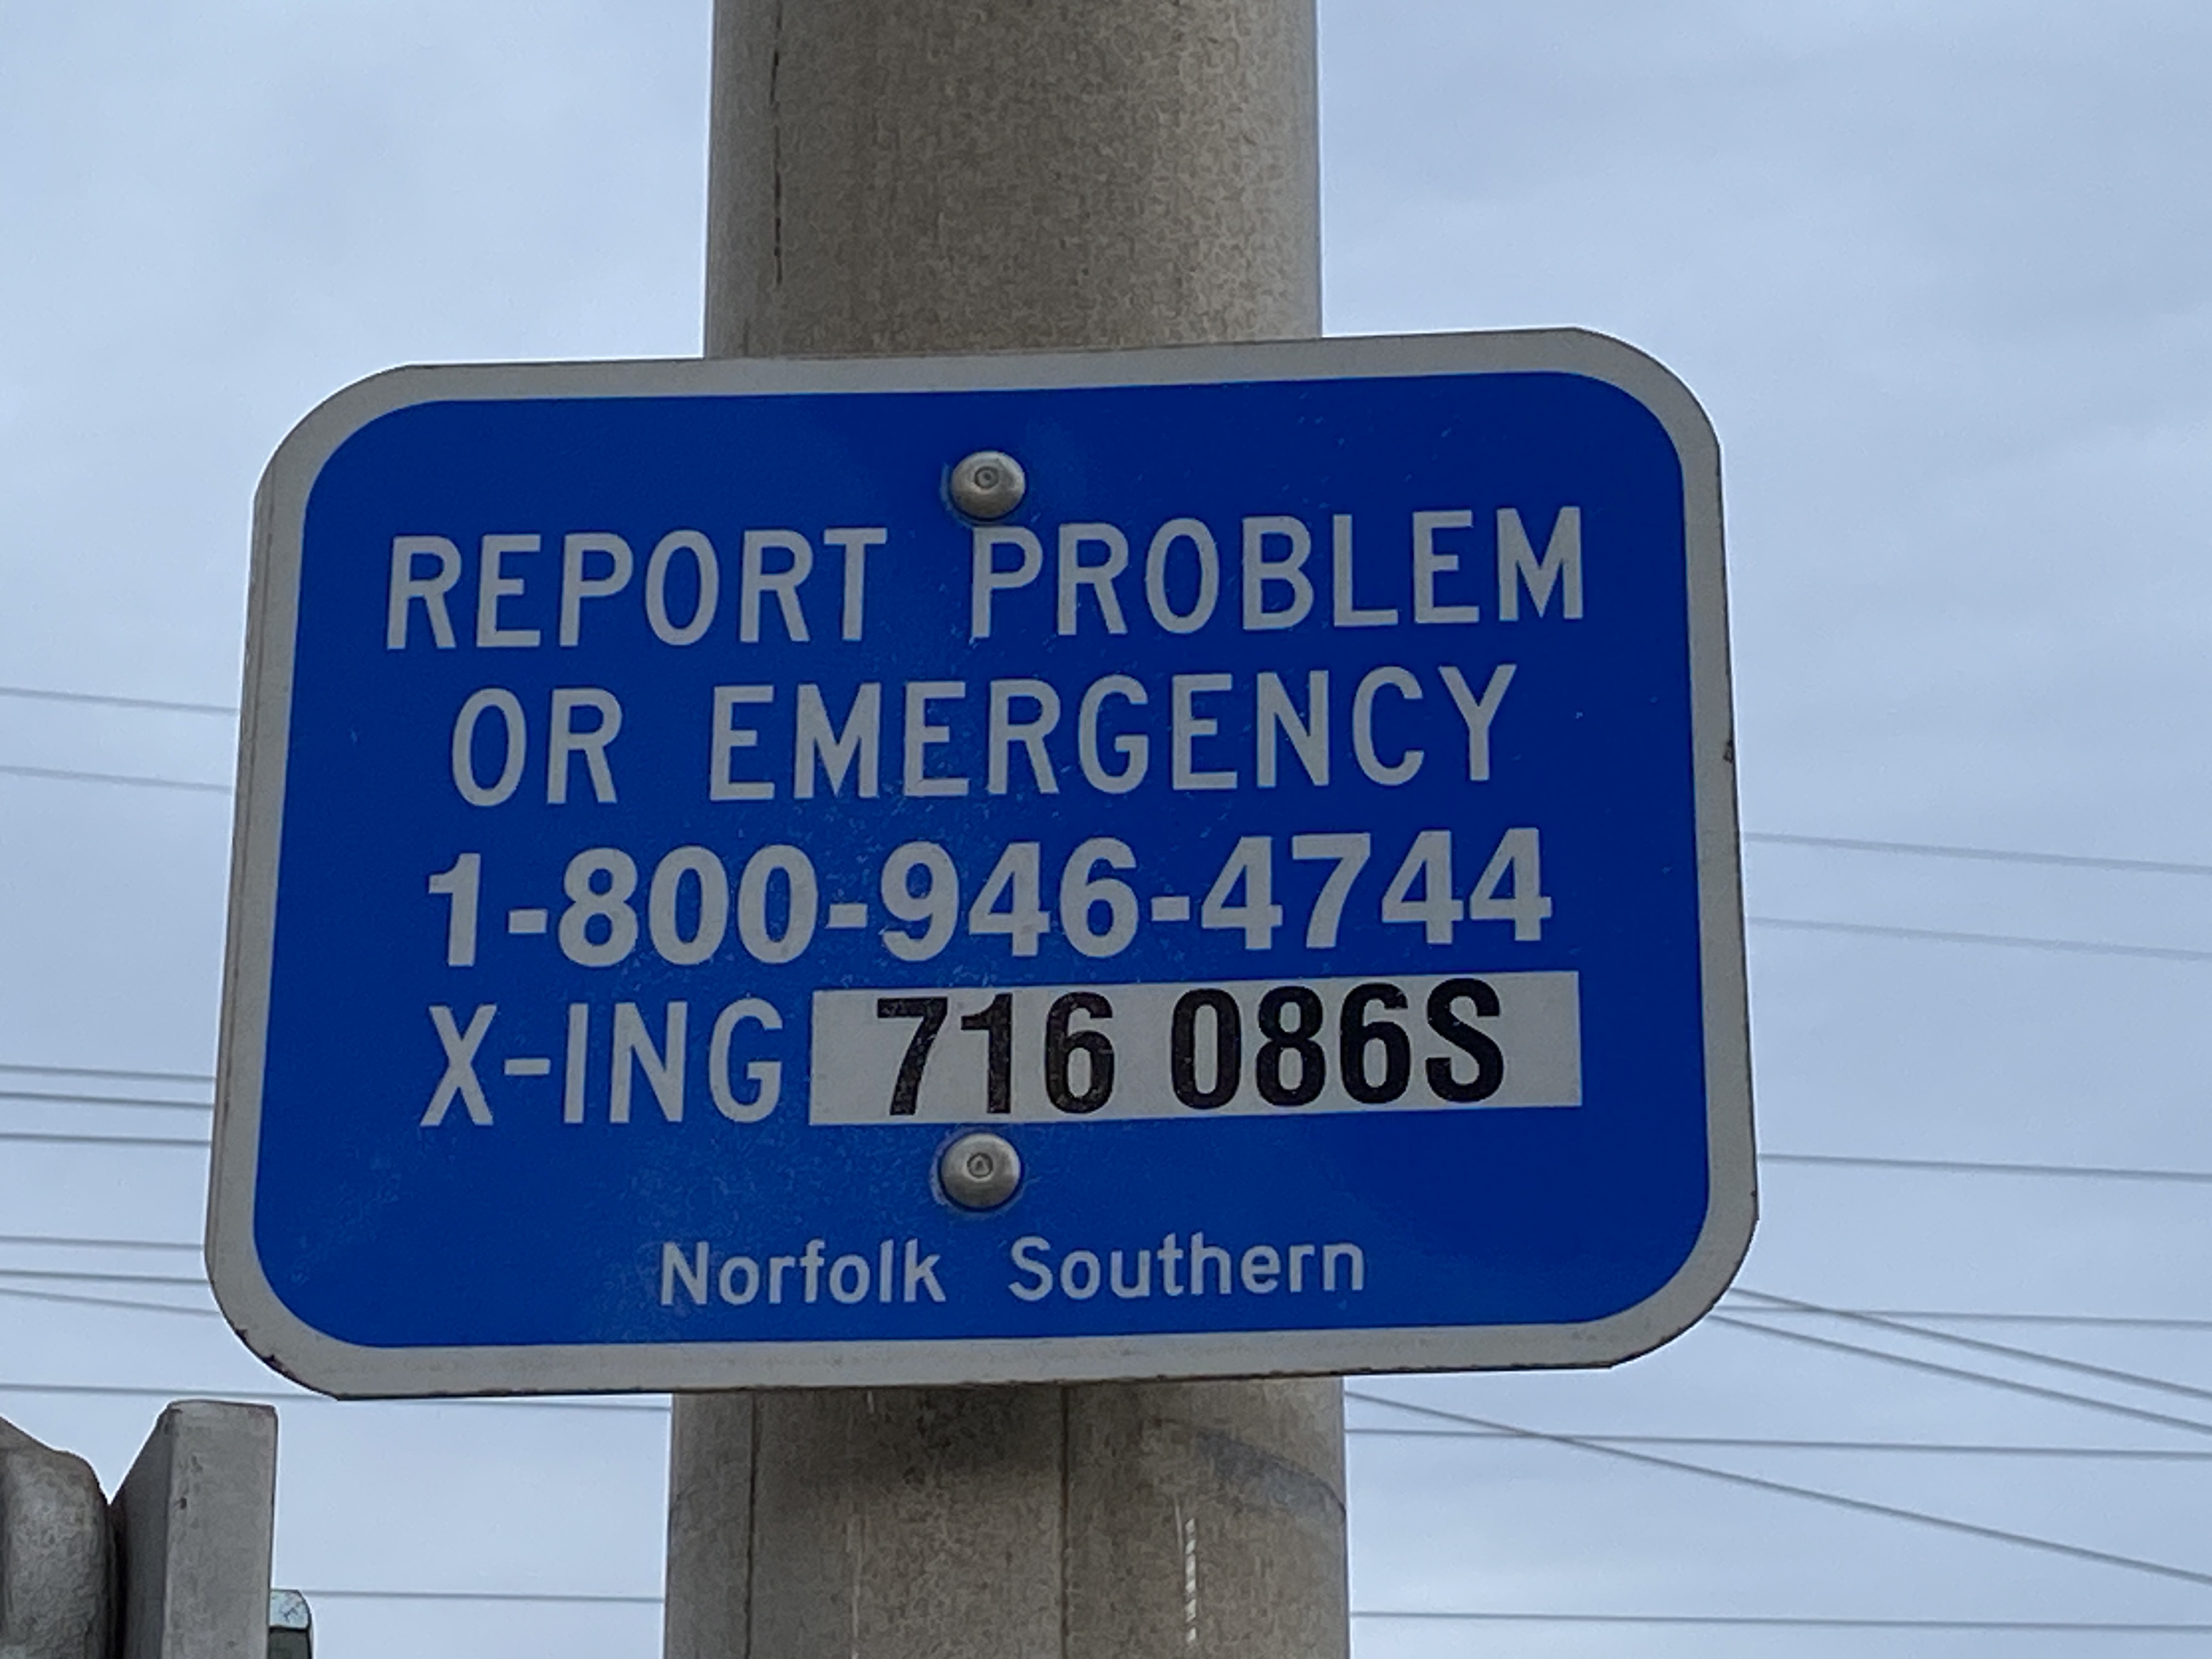 REPORT PROBLEM
OR EMERGENCY
1-800-946-4744
X-ING 716 086S
Norfolk Southern